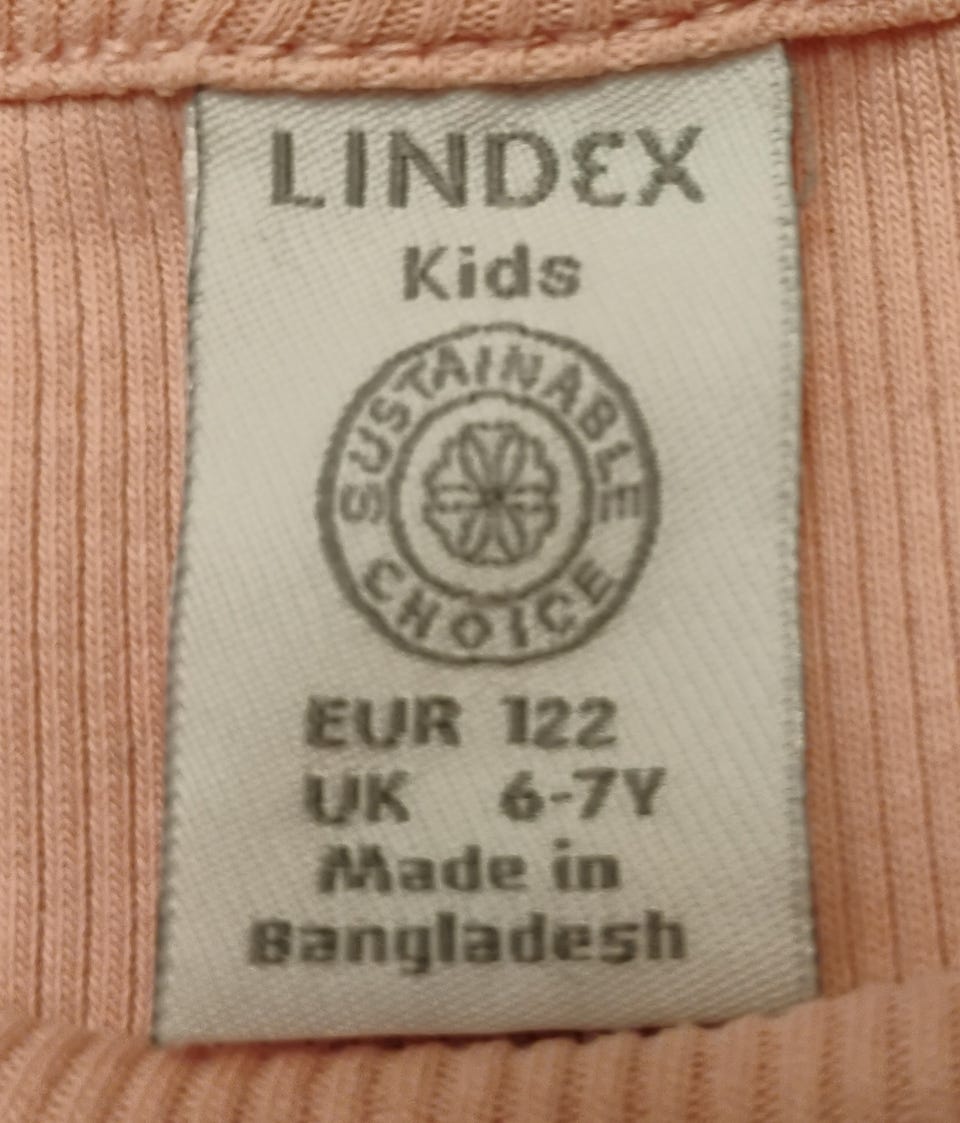 LINDEX
Kids
SUSTAINABLE
CHOICE
EUR 122
UK 6-7Y
Made in
Bangladesh